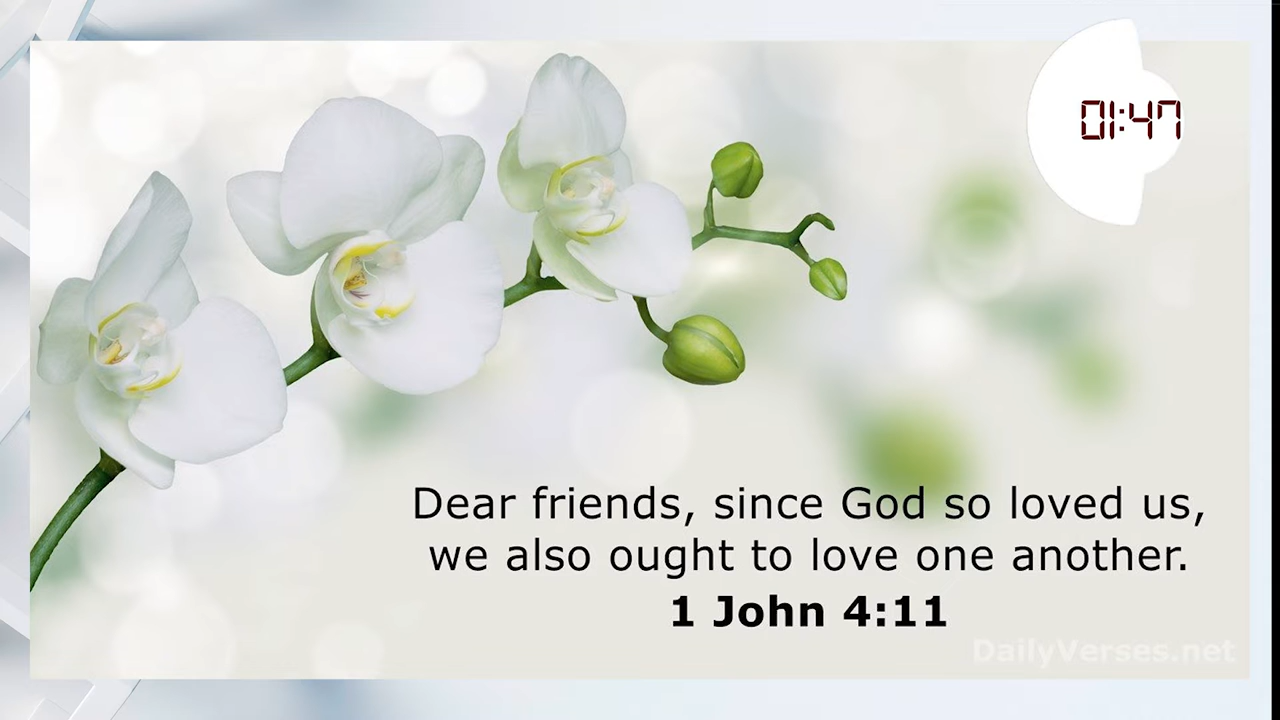 01:47
Dear friends, since God so loved us,
we also ought to love one another.
1 John 4:11
DailyVerses.net